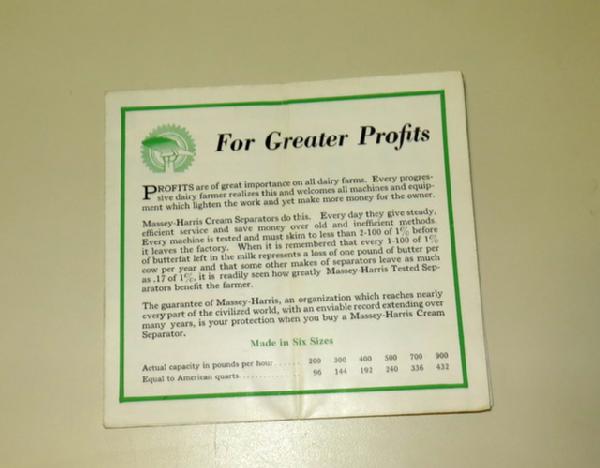 For Greater Profits
PROFITS are of great importance on all dairy farms. Every progres-
sive dairy farmer realizes this and welcomes all machines and equip-
ment which lighten the work and yet make more money for the owner.
Massey-Harris Cream Separators do this. Every day they give steady,
efficient service and save money over old and inefficient methods.
Every machine is tested and must skim to less than 2-100 of 1% before
it leaves the factory. When it is remembered that every 1-100 of 1%
of butterfat left in the milk represents a loss of one pound of butter per
cow per year and that some other makes of separators leave as much
as .17 of 1%, it is readily seen how greatly Massey-Harris Tested Sep-
arators benefit the farmer.
The guarantee of Massey-Harris, an organization which reaches nearly
every part of the civilized world, with an enviable record extending over
many years, is your protection when you buy a Massey-Harris Cream
Separator.
Made in Six Sizes
Actual capacity in pounds per hour ...... 200 300 400 500 700 900
Equal to American quarts ............ 96 144 192 240 336 432